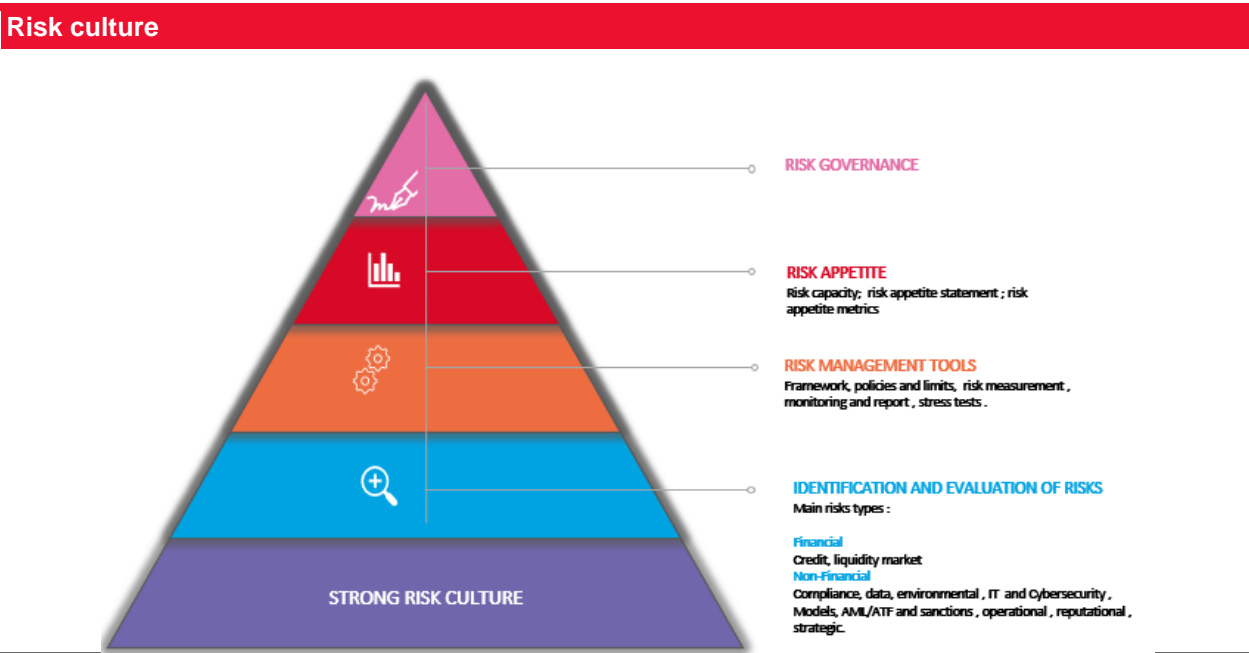 Risk culture
RISK GOVERNANCE
RISK APPETITE
Risk capacity; risk appetite statement ; risk
appetite metrics
RISK MANAGEMENT TOOLS
Framework, policies and limits, risk measurement ,
monitoring and report , stress tests .
IDENTIFICATION AND EVALUATION OF RISKS
Main risks types :
Financial
Credit, liquidity market
Non-Financial
Compliance, data, environmental , IT and Cybersecurity ,
Models, AML/ATF and sanctions , operational , reputational ,
strategic.
STRONG RISK CULTURE